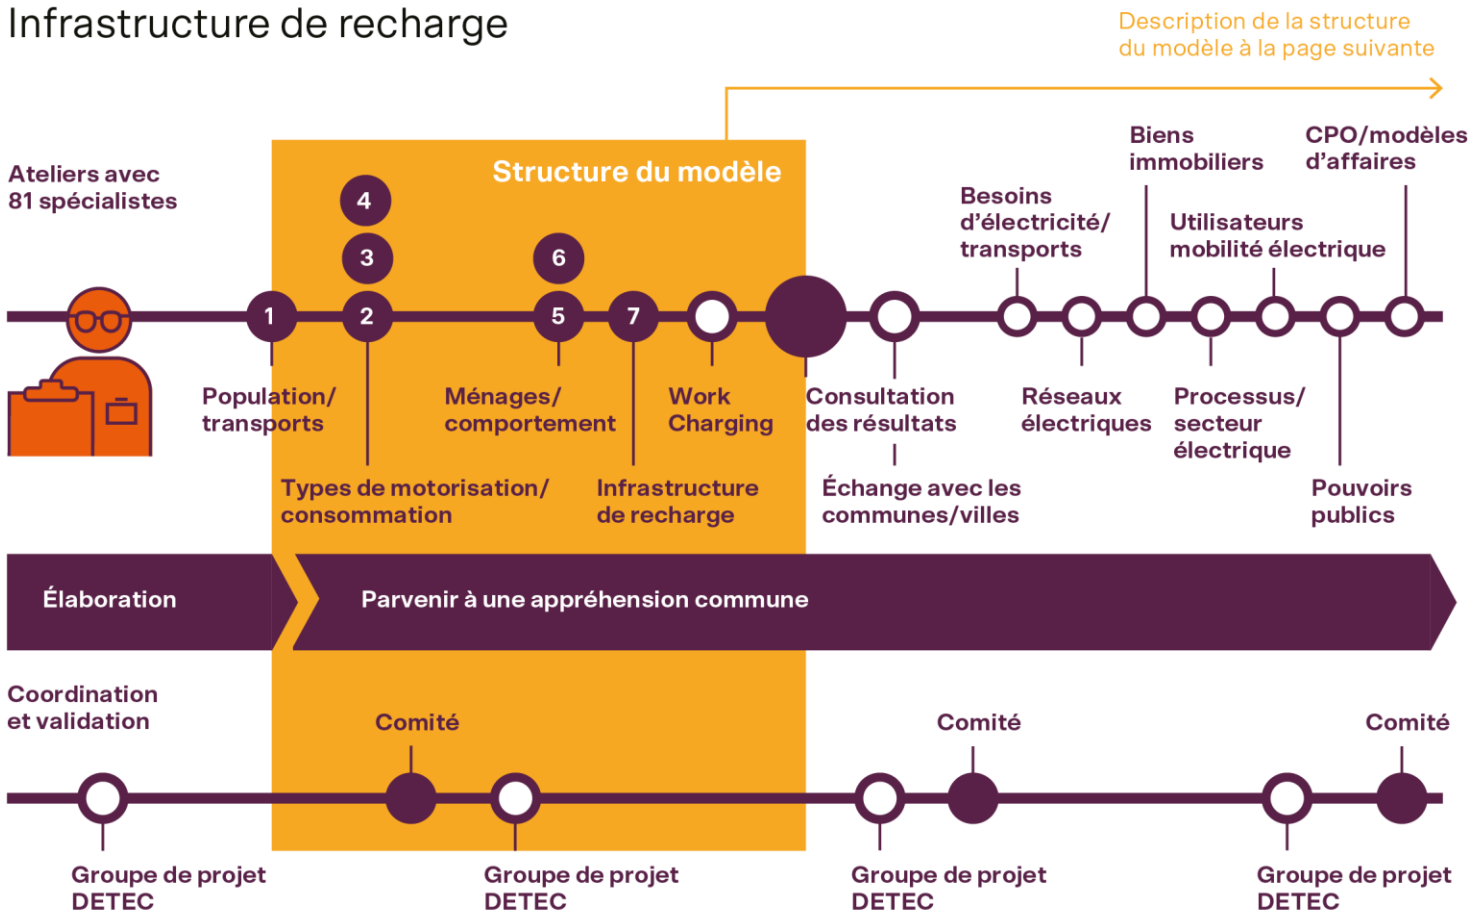 Infrastructure de recharge
Description de la structure
du modèle à la page suivante
Ateliers avec
81 spécialistes
Structure du modèle
4
3
6
1
2
5
7
Population/
transports
Types de motorisation/
consommation
Ménages/
comportement
Infrastructure
de recharge
Work
Charging
Consultation
des résultats
Échange avec les
communes/villes
Besoins
d’électricité/
transports
Réseaux
électriques
Biens
immobiliers
Processus/
secteur
électrique
Utilisateurs
mobilité électrique
Pouvoirs
publics
CPO/modèles
d’affaires
Élaboration
Parvenir à une appréhension commune
Coordination
et validation
Comité
Comité
Comité
Groupe de projet
DETEC
Groupe de projet
DETEC
Groupe de projet
DETEC
Groupe de projet
DETEC